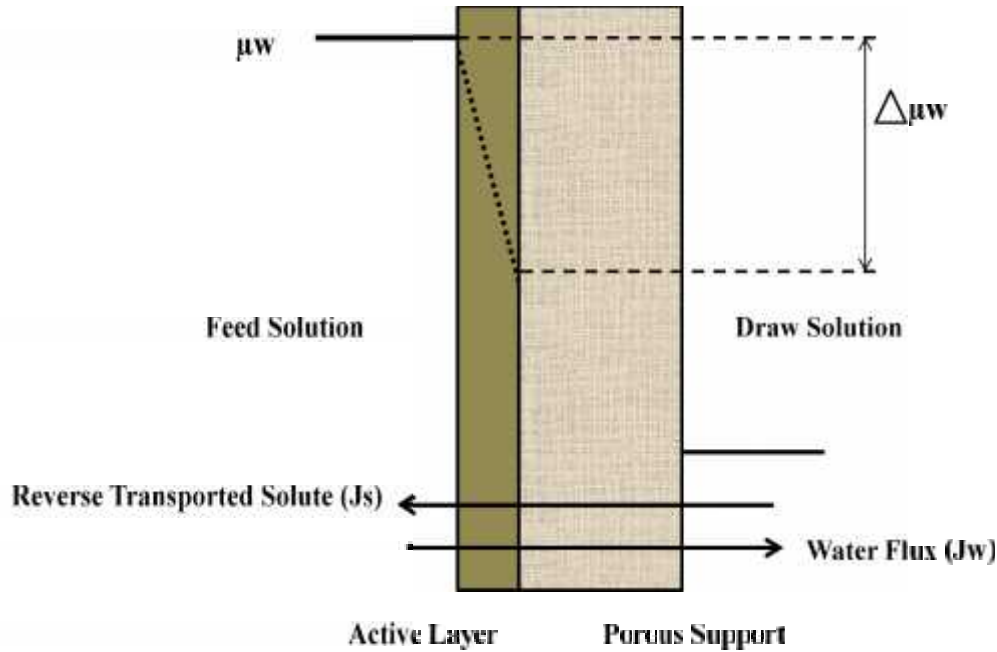 μw
△μw
Feed Solution
Draw Solution
Reverse Transported Solute (Js)
Water Flux (Jw)
Active Layer
Porous Support